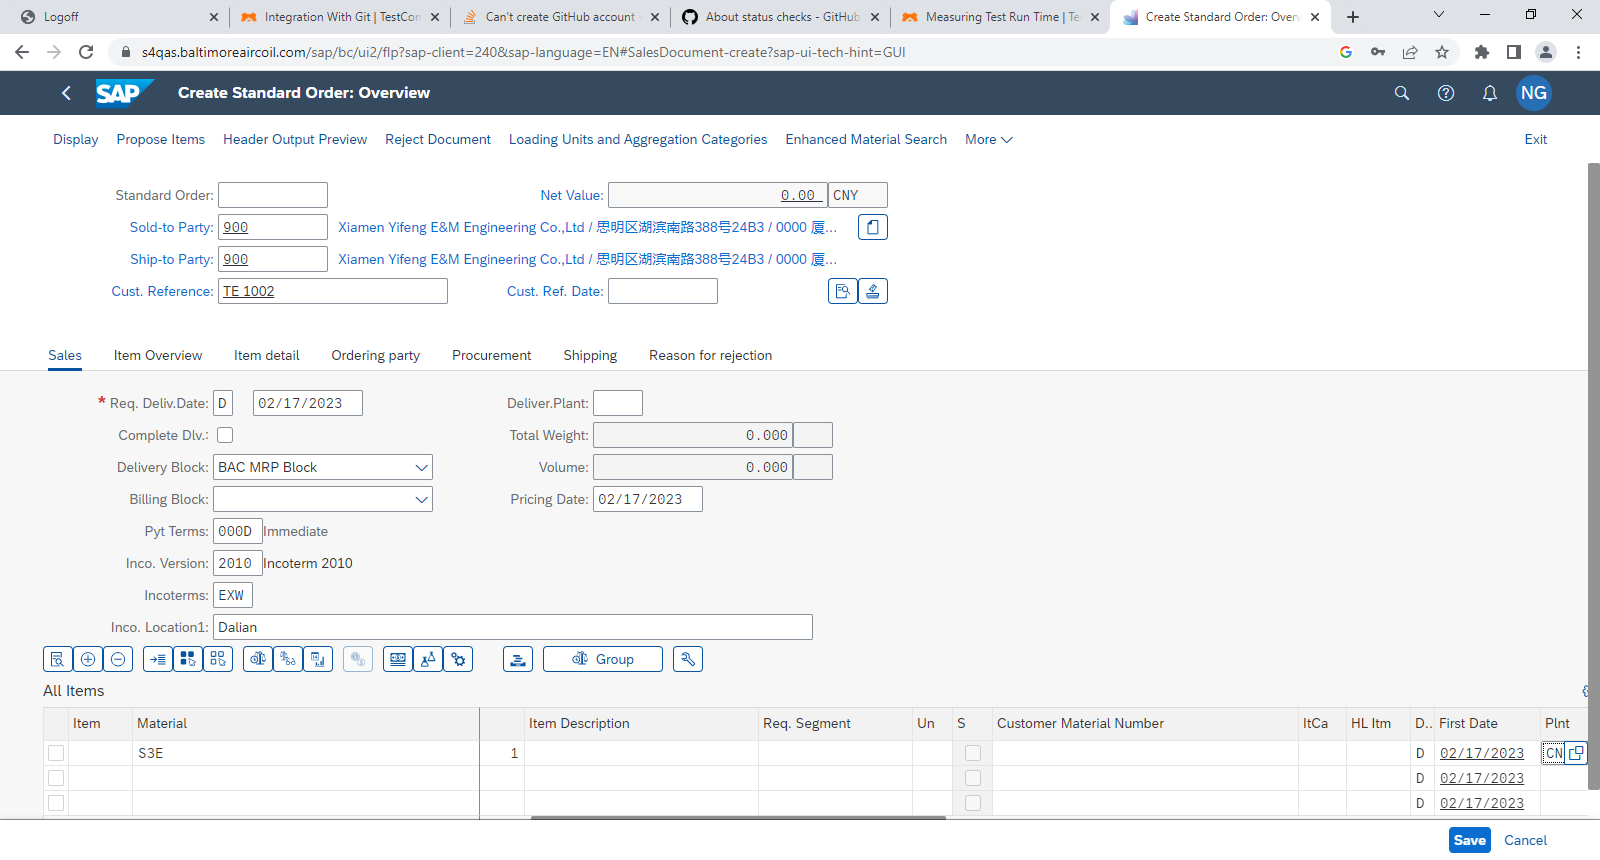 Logoff
Integration With Git | TestCom
Can't create GitHub account -
About status checks - GitHub
Measuring Test Run Time | Te
Create Standard Order: Overv
s4qas.baltimoreaircoil.com/sap/bc/ui2/flp?sap-client=240&sap-language=EN#SalesDocument-create?sap-ui-tech-hint=GUI
SAP Create Standard Order: Overview NG
Display Propose Items Header Output Preview Reject Document Loading Units and Aggregation Categories Enhanced Material Search More Exit
Standard Order: Net Value: 0.00 CNY
Sold-to Party: 900 Xiamen Yifeng E&M Engineering Co.,Ltd / 思明区湖滨南路388号24B3 / 0000 厦...
Ship-to Party: 900 Xiamen Yifeng E&M Engineering Co.,Ltd / 思明区湖滨南路388号24B3 / 0000 厦...
Cust. Reference: TE 1002 Cust. Ref. Date:
Sales Item Overview Item detail Ordering party Procurement Shipping Reason for rejection
* Req. Deliv.Date: D 02/17/2023 Deliver.Plant:
Complete Dlv.: Total Weight: 0.000
Delivery Block: BAC MRP Block Volume: 0.000
Billing Block: Pricing Date: 02/17/2023
Pyt Terms: 000D Immediate
Inco. Version: 2010 Incoterm 2010
Incoterms: EXW
Inco. Location1: Dalian
Group
All Items
Item Material Item Description Req. Segment Un S Customer Material Number ItCa HL Itm D.. First Date Plnt
S3E 1 D 02/17/2023 CN
D 02/17/2023
D 02/17/2023
Save Cancel